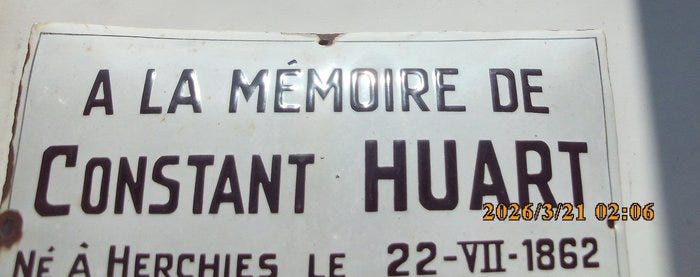 A LA MÉMOIRE DE
CONSTANT HUART
2026/3/21 02:06
NÉ À HERCHIES LE 22-VII-1862